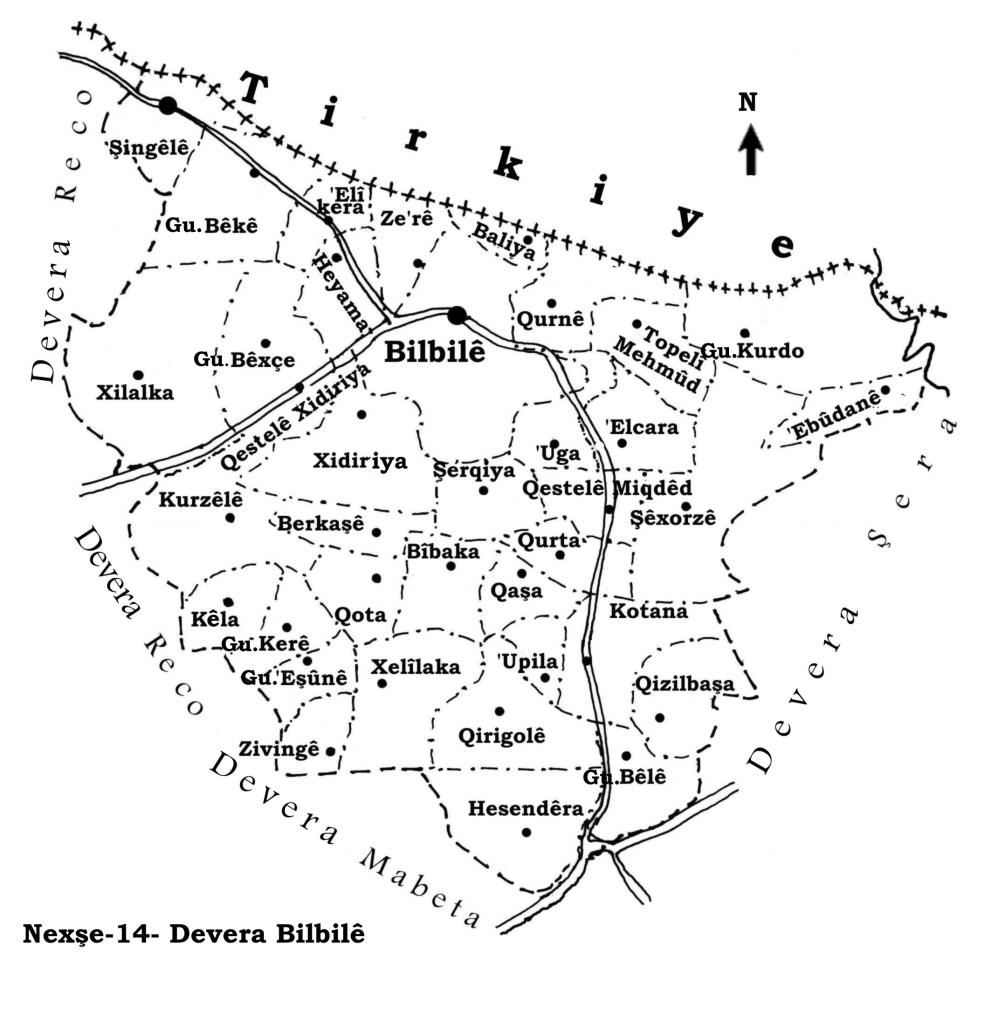 Tirkiye
N
Devera Reco
Şingêlê
'Elî
kera
Ze'rê
Gu.Bêkê
Baliya
'Heyama
Qurnê
Topelî
Mehmûd
Gu.Kurdo
Bilbilê
Gu.Bêxçe
Xilalka
Qestelê Xidiriya
'Ebûdanê
Devera Şera
'Elcara
'Uga
Xidiriya
Şerqiya
Qestelê Miqdêd
Kurzêlê
Şêxorzê
Berkaşê
Qurta
Bîbaka
Devera Reco
Qaşa
Kêla
Qota
Kotana
Gu.Kerê
Gu.'Eşûnê
Xelîlaka
'Upila
Qizilbaşa
Qirigolê
Zivingê
Gu.Bêlê
Hesendêra
Devera Mabeta
Nexşe-14- Devera Bilbilê